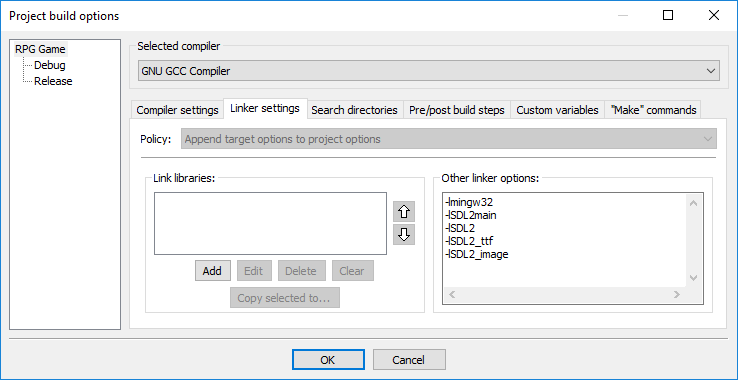 Project build options
RPG Game
Debug
Release
Selected compiler
GNU GCC Compiler
Compiler settings
Linker settings
Search directories
Pre/post build steps
Custom variables
"Make" commands
Policy:
Append target options to project options
Link libraries:
Add
Edit
Delete
Clear
Copy selected to...
Other linker options:
-lmingw32
-lSDL2main
-lSDL2
-lSDL2_ttf
-lSDL2_image
OK
Cancel